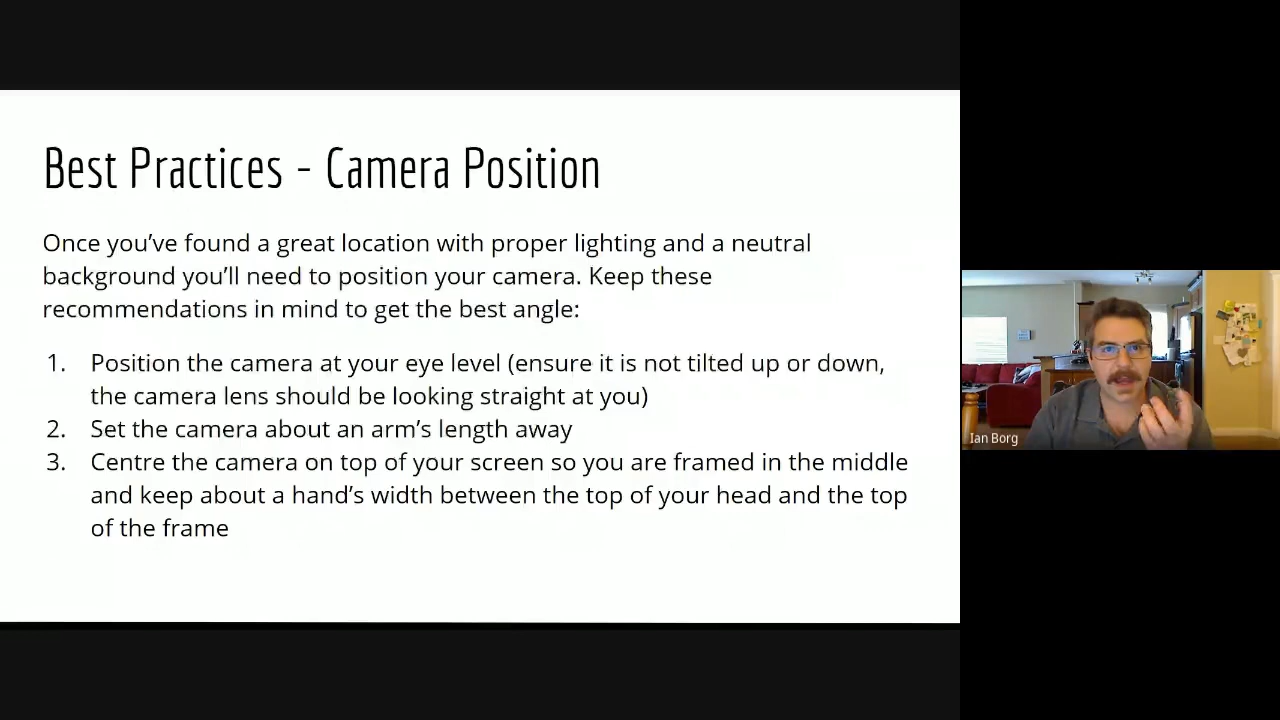 Best Practices - Camera Position
Once you’ve found a great location with proper lighting and a neutral
background you’ll need to position your camera. Keep these
recommendations in mind to get the best angle:
1. Position the camera at your eye level (ensure it is not tilted up or down,
the camera lens should be looking straight at you)
2. Set the camera about an arm’s length away
3. Centre the camera on top of your screen so you are framed in the middle
and keep about a hand’s width between the top of your head and the top
of the frame
Ian Borg